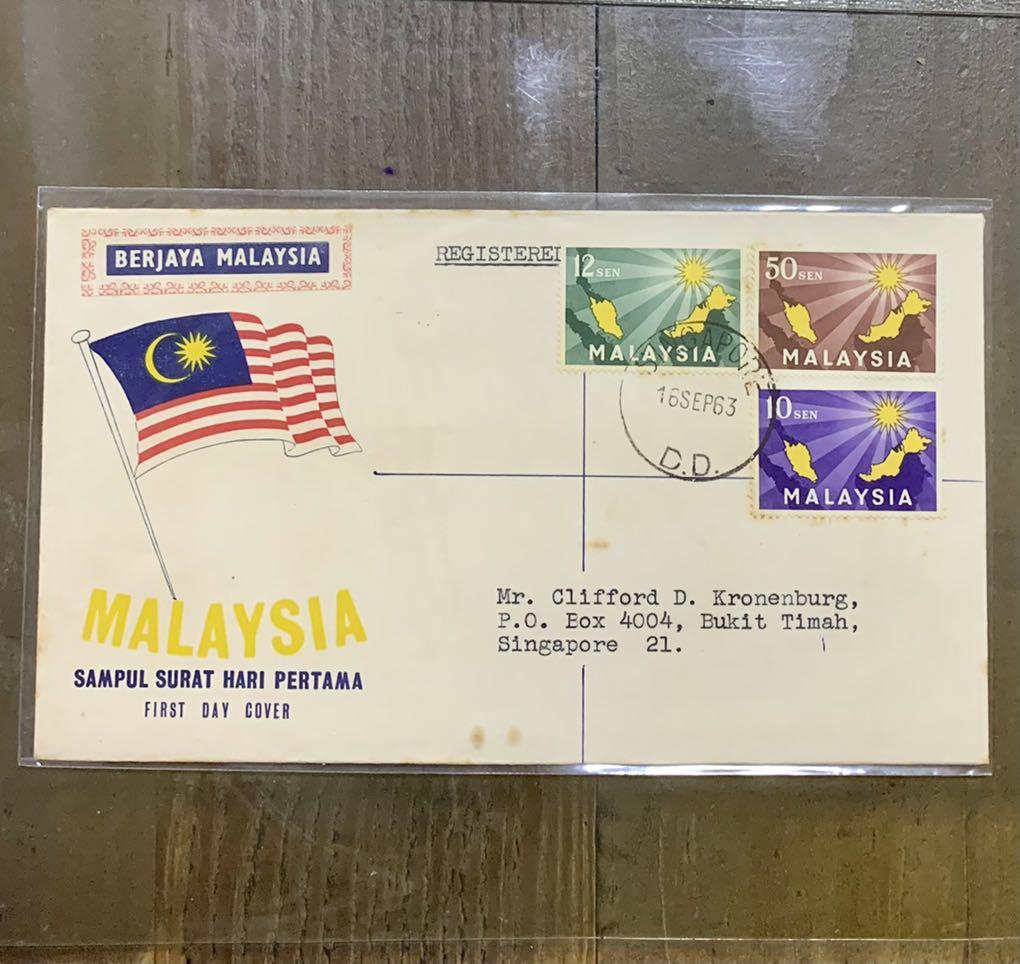 BERJAYA MALAYSIA
REGISTERE
12 SEN
MALAYSIA
50 SEN
MALAYSIA
10 SEN
MALAYSIA
SINGAPORE
16SEP63
D.D.
Mr. Clifford D. Kronenburg,
P.O. Box 4004, Bukit Timah,
Singapore 21.
MALAYSIA
SAMPUL SURAT HARI PERTAMA
FIRST DAY COVER